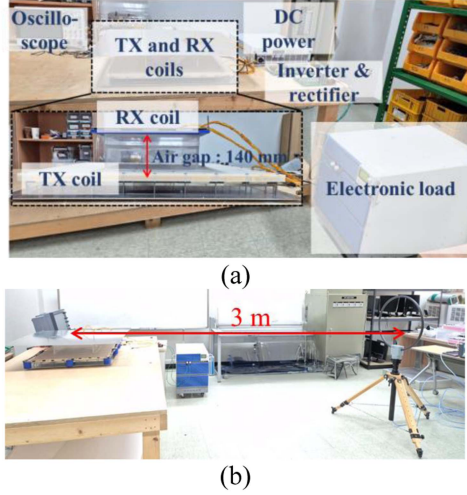 Oscillo-
scope
TX and RX
coils
DC
power
Inverter &
rectifier
RX coil
Air gap : 140 mm
TX coil
Electronic load
(a)
3 m
(b)